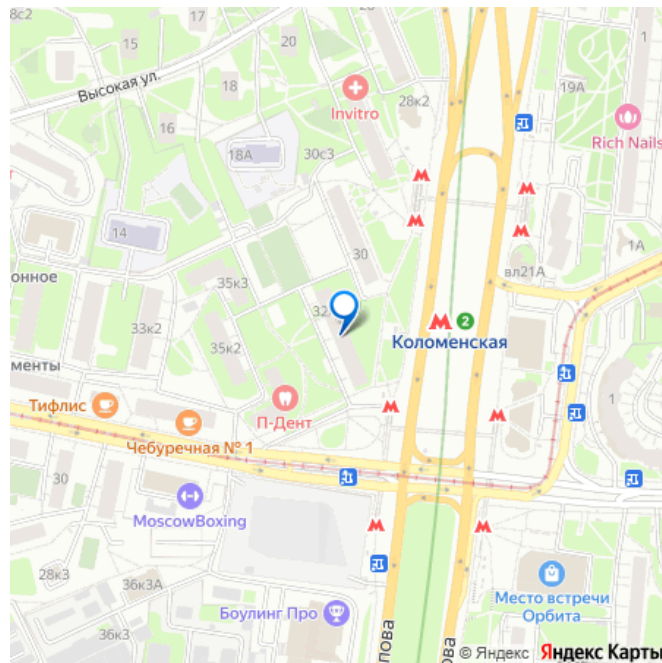 28с2
15
20
Высокая ул.
18
Invitro
28к2
19А
1
Rich Nails
16
18А
30с3
14
30
1А
вл21А
онное
35к3
32
33к2
35к2
Коломенская
2
менты
Тифлис
П-Дент
1
Чебуречная № 1
30
MoscowBoxing
28к3
36к3А
Боулинг Про
36к3
Место встречи
Орбита
лова
ова
© Яндекс Яндекс Карты